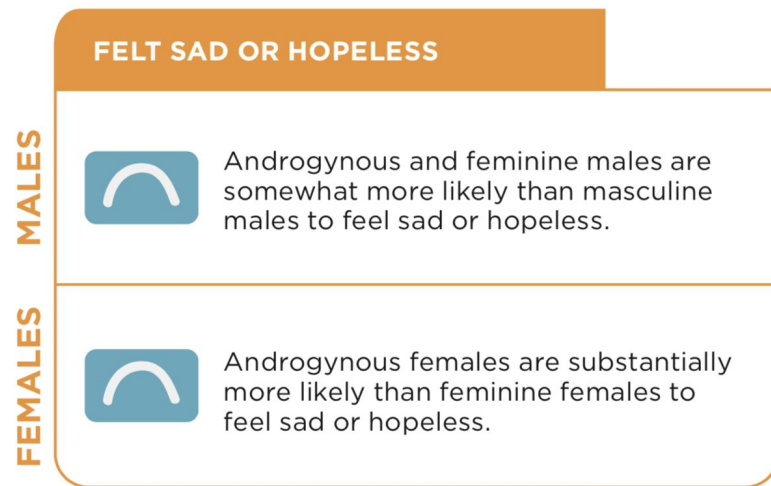 FELT SAD OR HOPELESS
MALES
Androgynous and feminine males are
somewhat more likely than masculine
males to feel sad or hopeless.
FEMALES
Androgynous females are substantially
more likely than feminine females to
feel sad or hopeless.